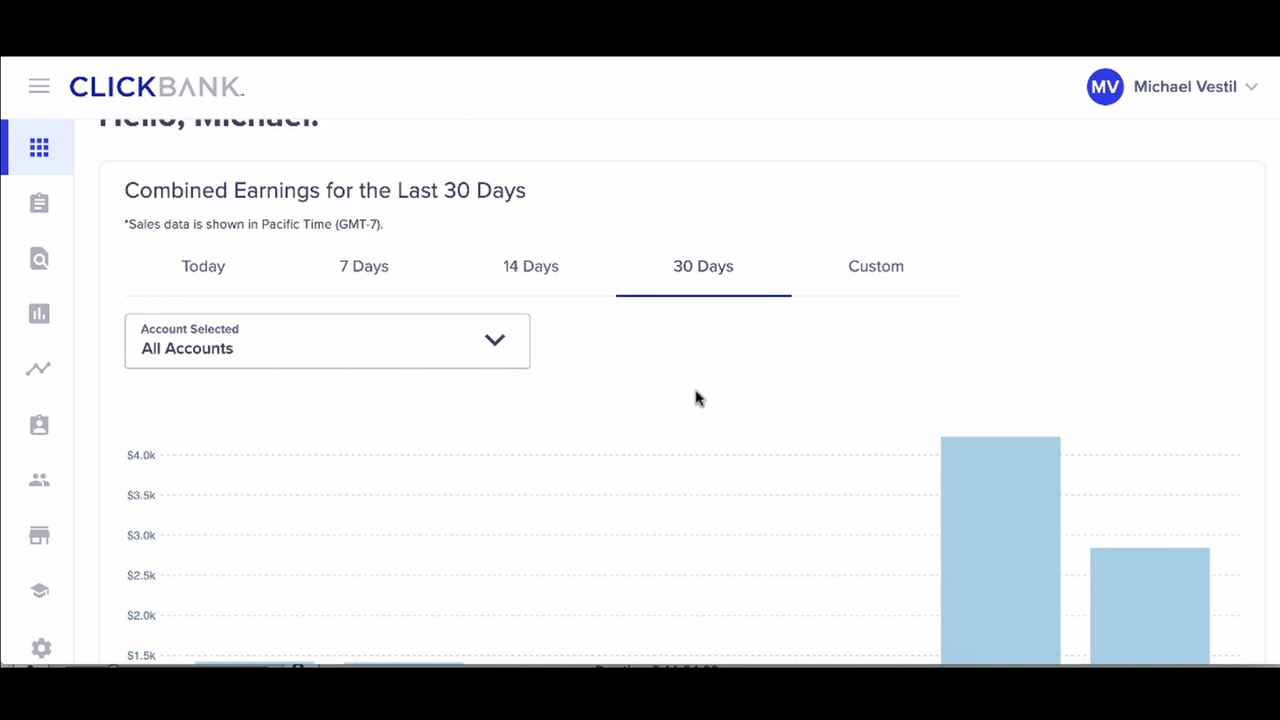 CLICKBANK
MV Michael Vestil
Hello, Michael.
Combined Earnings for the Last 30 Days
*Sales data is shown in Pacific Time (GMT-7).
Today 7 Days 14 Days 30 Days Custom
Account Selected
All Accounts
$4.0k
$3.5k
$3.0k
$2.5k
$2.0k
$1.5k